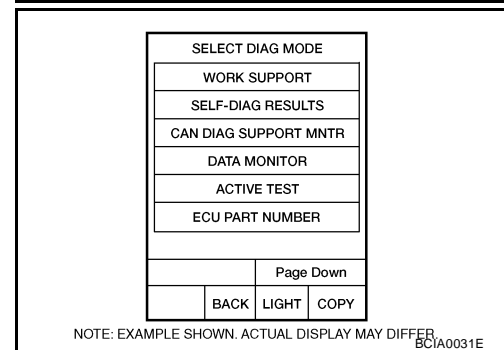 SELECT DIAG MODE
WORK SUPPORT
SELF-DIAG RESULTS
CAN DIAG SUPPORT MNTR
DATA MONITOR
ACTIVE TEST
ECU PART NUMBER
Page Down
BACK LIGHT COPY
NOTE: EXAMPLE SHOWN. ACTUAL DISPLAY MAY DIFFER.
BCIA0031E